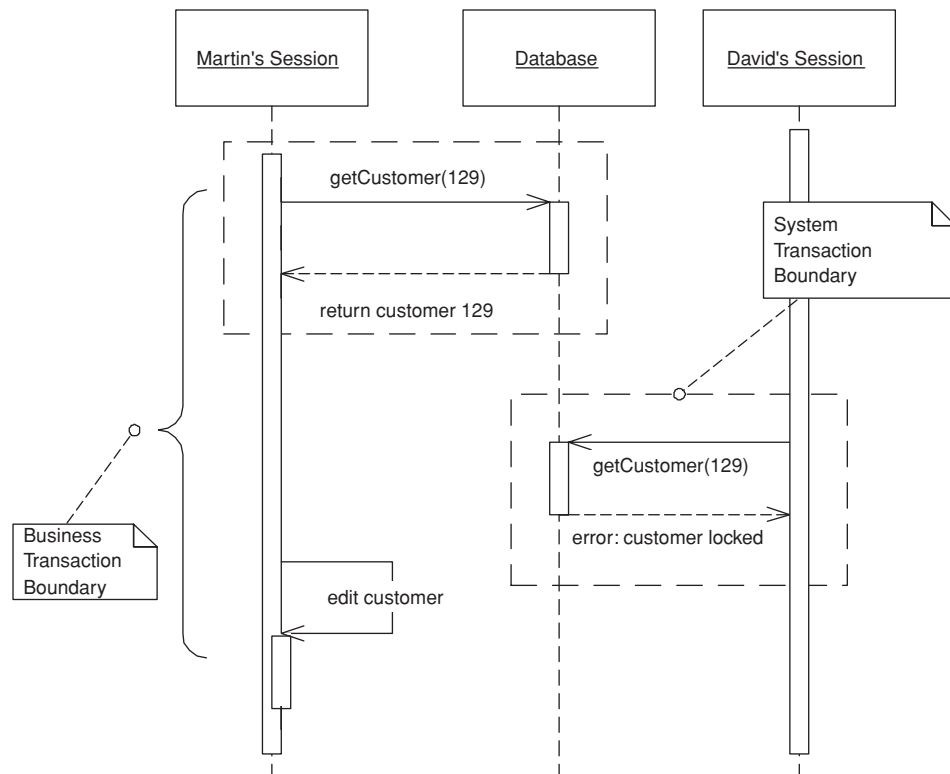 Martin's Session
Database
David's Session
getCustomer(129)
System
Transaction
Boundary
return customer 129
getCustomer(129)
error: customer locked
Business
Transaction
Boundary
edit customer